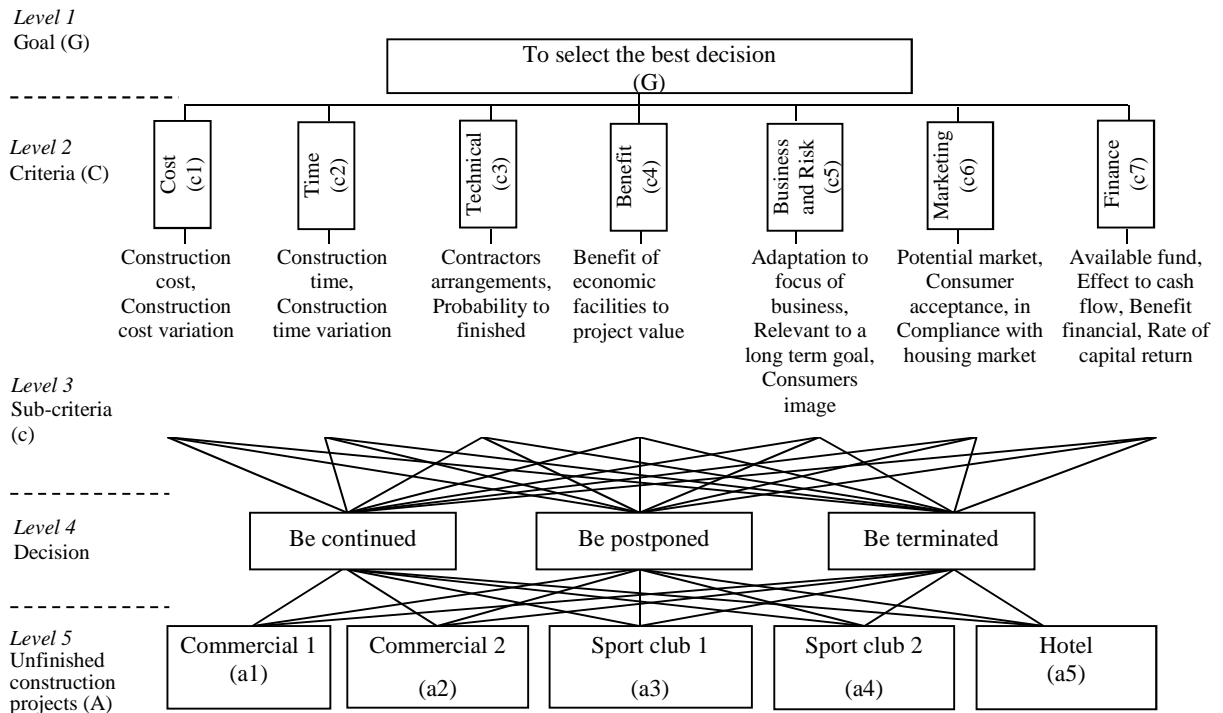 Level 1
Goal (G)
To select the best decision
(G)
Level 2
Criteria (C)
Cost
(c1)
Time
(c2)
Technical
(c3)
Benefit
(c4)
Business
and Risk
(c5)
Marketing
(c6)
Finance
(c7)
Construction
cost,
Construction
cost variation
Construction
time,
Construction
time variation
Contractors
arrangements,
Probability to
finished
Benefit of
economic
facilities to
project value
Adaptation to
focus of
business,
Relevant to a
long term goal,
Consumers
image
Potential market,
Consumer
acceptance, in
Compliance with
housing market
Available fund,
Effect to cash
flow, Benefit
financial, Rate of
capital return
Level 3
Sub-criteria
(c)
Level 4
Decision
Be continued
Be postponed
Be terminated
Level 5
Unfinished
construction
projects (A)
Commercial 1
(a1)
Commercial 2
(a2)
Sport club 1
(a3)
Sport club 2
(a4)
Hotel
(a5)